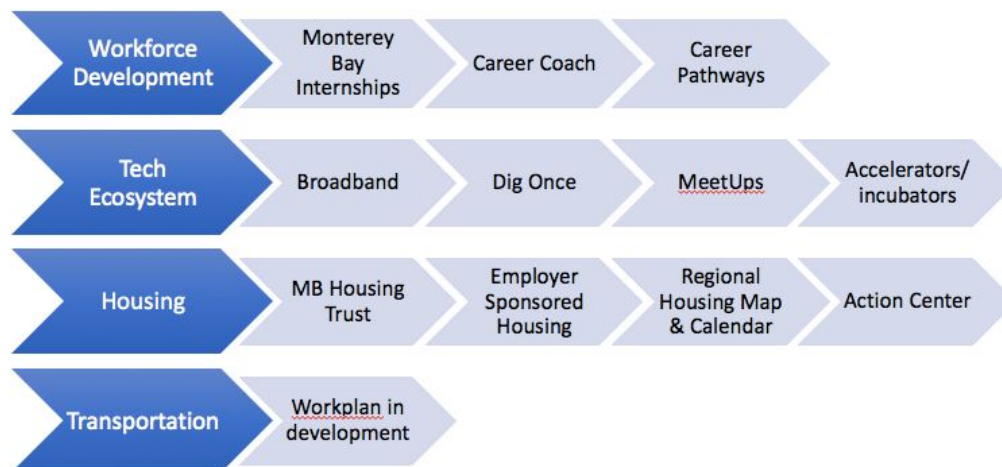 Workforce
Development
Monterey
Bay
Internships
Career Coach
Career
Pathways
Tech
Ecosystem
Broadband
Dig Once
MeetUps
Accelerators/
incubators
Housing
MB Housing
Trust
Employer
Sponsored
Housing
Regional
Housing Map
& Calendar
Action Center
Transportation
Workplan in
development